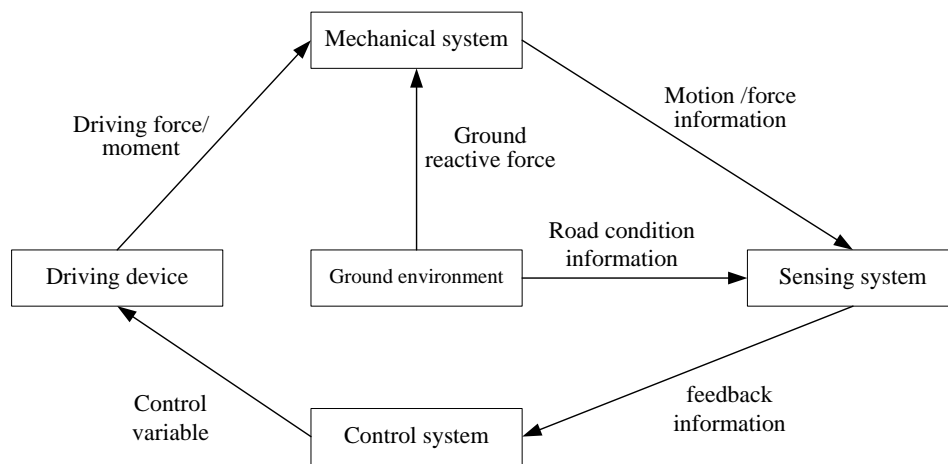 Mechanical system
Motion /force
information
Driving force/
moment
Ground
reactive force
Road condition
information
Driving device
Ground environment
Sensing system
Control
variable
feedback
information
Control system